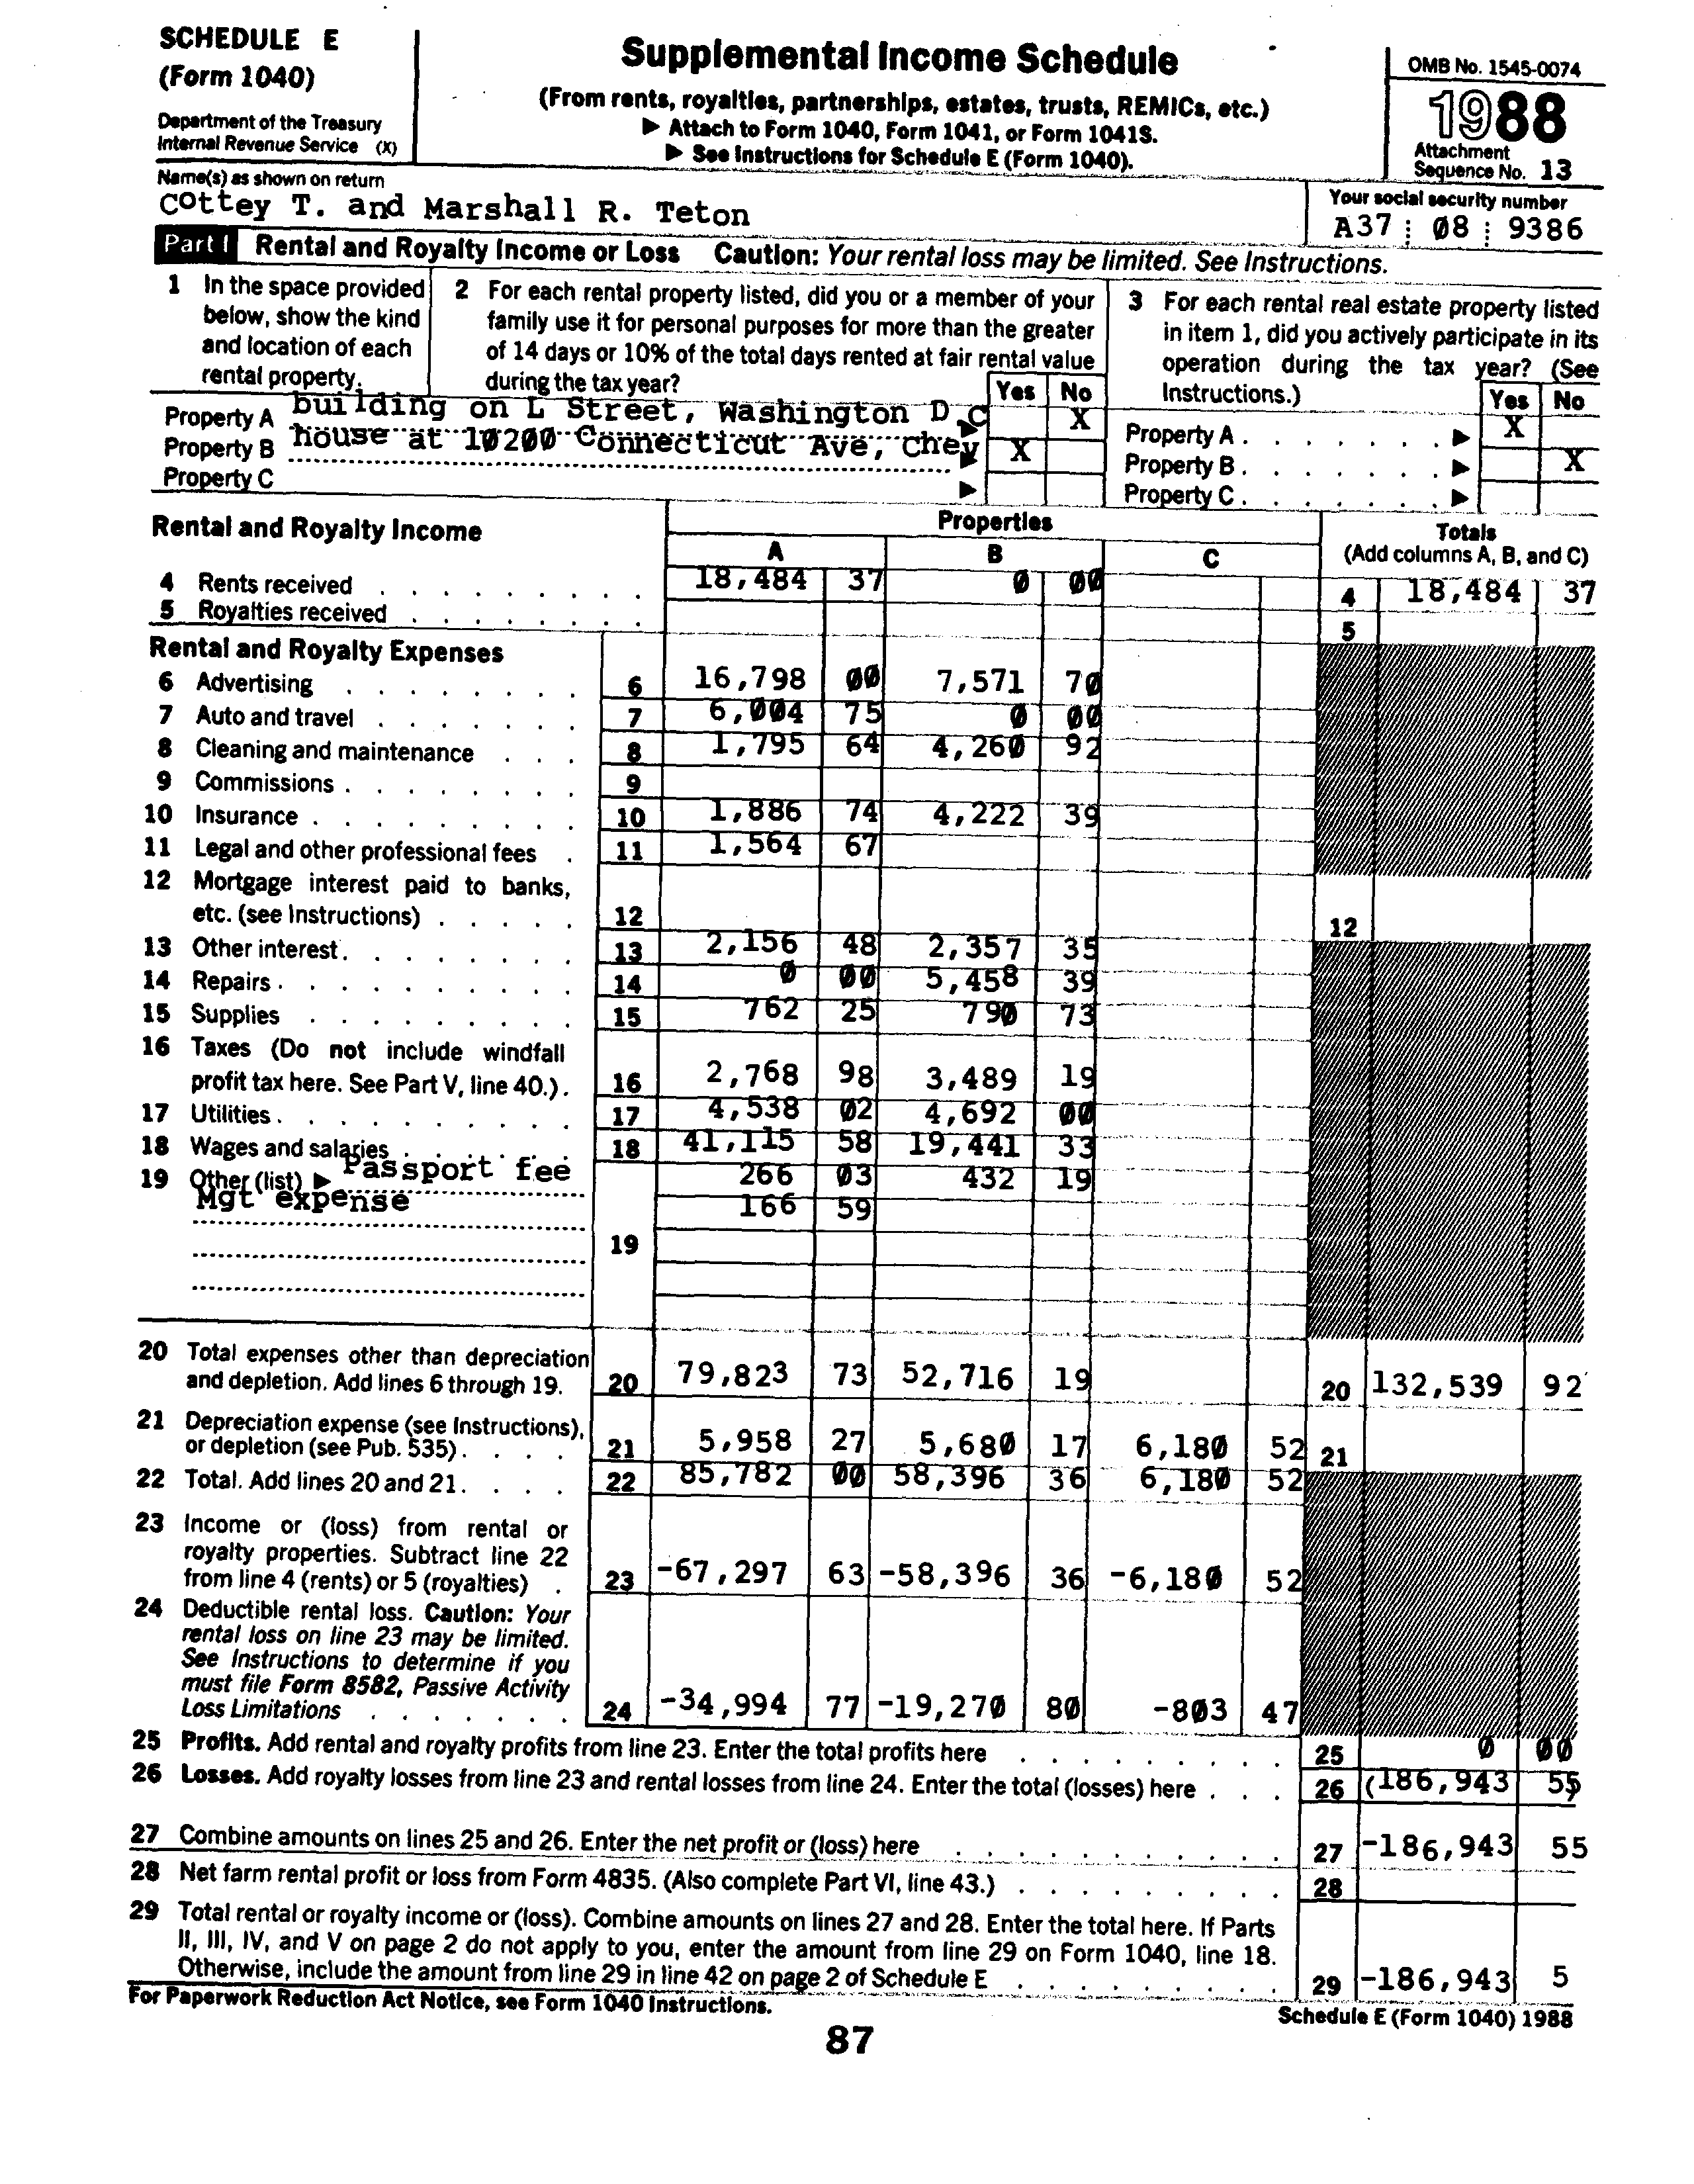 SCHEDULE E
(Form 1040)
Department of the Treasury
Internal Revenue Service (X)
Supplemental Income Schedule
(From rents, royalties, partnerships, estates, trusts, REMICs, etc.)
▶ Attach to Form 1040, Form 1041, or Form 1041S.
▶ See Instructions for Schedule E (Form 1040).
OMB No. 1545-0074
1988
Attachment
Sequence No. 13
Name(s) as shown on return
Cottey T. and Marshall R. Teton
Your social security number
A37 08 9386
Part I Rental and Royalty Income or Loss Caution: Your rental loss may be limited. See Instructions.
1 In the space provided
below, show the kind
and location of each
rental property.
2 For each rental property listed, did you or a member of your
family use it for personal purposes for more than the greater
of 14 days or 10% of the total days rented at fair rental value
during the tax year?
Yes No
3 For each rental real estate property listed
in item 1, did you actively participate in its
operation during the tax year? (See
Instructions.)
Yes No
Property A building on L Street, Washington D C ▶ X
Property B house at 10200 Connecticut Ave, Chev ▶ X
Property C ▶
Property A . . . . . . . ▶ X
Property B . . . . . . . ▶ X
Property C . . . . . . . ▶
Rental and Royalty Income
Properties
A B C
Totals
(Add columns A, B, and C)
4 Rents received 18,484 37 0 00 4 18,484 37
5 Royalties received 5
Rental and Royalty Expenses
6 Advertising 6 16,798 00 7,571 70
7 Auto and travel 7 6,004 75 0 00
8 Cleaning and maintenance 8 1,795 64 4,260 92
9 Commissions 9
10 Insurance 10 1,886 74 4,222 39
11 Legal and other professional fees 11 1,564 67
12 Mortgage interest paid to banks,
etc. (see Instructions) 12 12
13 Other interest 13 2,156 48 2,357 35
14 Repairs 14 0 00 5,458 39
15 Supplies 15 762 25 790 73
16 Taxes (Do not include windfall
profit tax here. See Part V, line 40.) 16 2,768 98 3,489 19
17 Utilities 17 4,538 02 4,692 00
18 Wages and salaries 18 41,115 58 19,441 33
19 Other (list) ▶ Passport fee 266 03 432 19
Mgt expense 166 59
19
20 Total expenses other than depreciation
and depletion. Add lines 6 through 19. 20 79,823 73 52,716 19 20 132,539 92
21 Depreciation expense (see Instructions),
or depletion (see Pub. 535) 21 5,958 27 5,680 17 6,180 52 21
22 Total. Add lines 20 and 21 22 85,782 00 58,396 36 6,180 52
23 Income or (loss) from rental or
royalty properties. Subtract line 22
from line 4 (rents) or 5 (royalties) 23 -67,297 63 -58,396 36 -6,180 52
24 Deductible rental loss. Caution: Your
rental loss on line 23 may be limited.
See Instructions to determine if you
must file Form 8582, Passive Activity
Loss Limitations 24 -34,994 77 -19,270 80 -803 47
25 Profits. Add rental and royalty profits from line 23. Enter the total profits here 25 0 00
26 Losses. Add royalty losses from line 23 and rental losses from line 24. Enter the total (losses) here 26 (186,943 55)
27 Combine amounts on lines 25 and 26. Enter the net profit or (loss) here 27 -186,943 55
28 Net farm rental profit or loss from Form 4835. (Also complete Part VI, line 43.) 28
29 Total rental or royalty income or (loss). Combine amounts on lines 27 and 28. Enter the total here. If Parts
II, III, IV, and V on page 2 do not apply to you, enter the amount from line 29 on Form 1040, line 18.
Otherwise, include the amount from line 29 in line 42 on page 2 of Schedule E 29 -186,943 5
For Paperwork Reduction Act Notice, see Form 1040 Instructions.
Schedule E (Form 1040) 1988
87